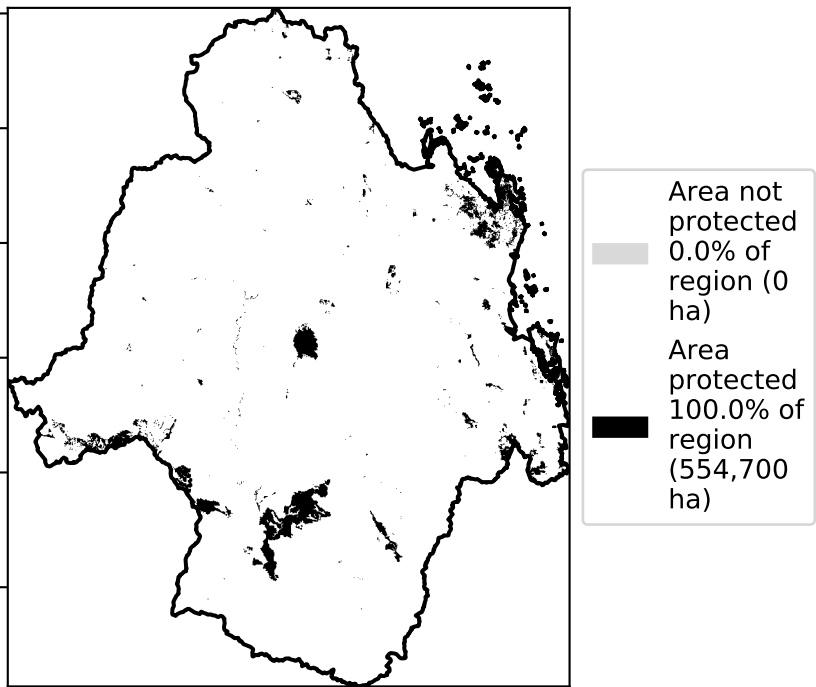 Area not
protected
0.0% of
region (0
ha)
Area
protected
100.0% of
region
(554,700
ha)